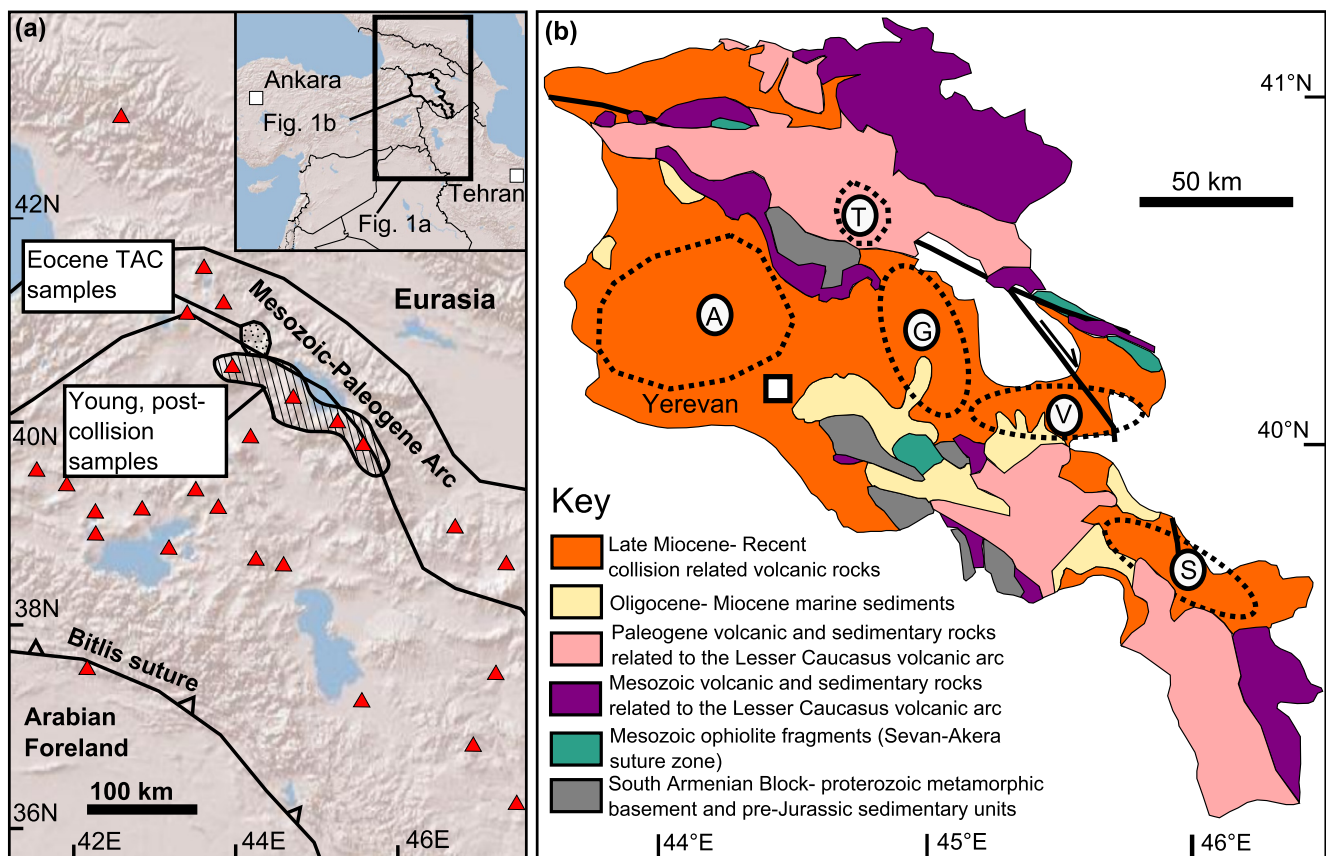 (a)
Ankara
Fig. 1b
Tehran
Fig. 1a
42N
Eocene TAC
samples
Eurasia
Mesozoic-Paleogene Arc
Young, post-
collision
samples
40N
38N
Bitlis suture
Arabian
Foreland
100 km
36N
42E
44E
46E
(b)
41°N
50 km
T
A
G
Yerevan
V
40°N
S
Key
Late Miocene- Recent
collision related volcanic rocks
Oligocene- Miocene marine sediments
Paleogene volcanic and sedimentary rocks
related to the Lesser Caucasus volcanic arc
Mesozoic volcanic and sedimentary rocks
related to the Lesser Caucasus volcanic arc
Mesozoic ophiolite fragments (Sevan-Akera
suture zone)
South Armenian Block- proterozoic metamorphic
basement and pre-Jurassic sedimentary units
44°E
45°E
46°E